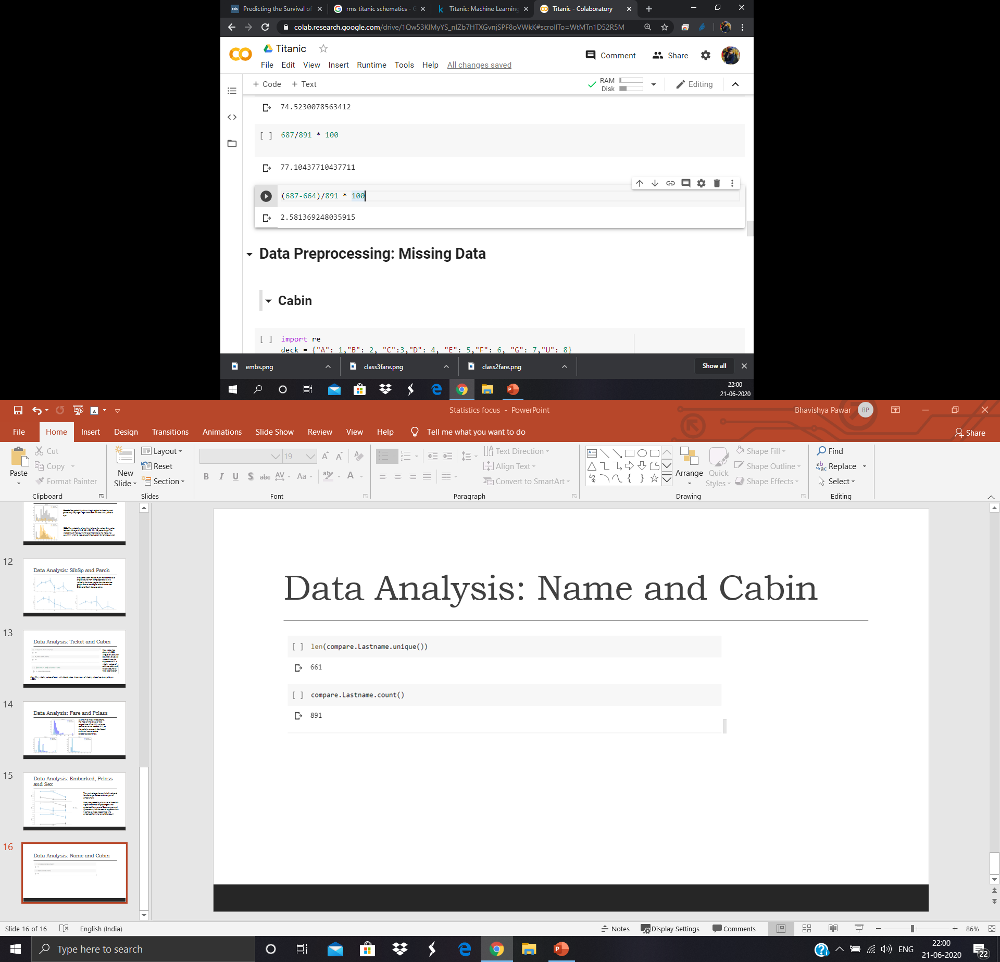 Predicting the Survival of
rms titanic schematics - G
Titanic: Machine Learning
Titanic - Colaboratory
colab.research.google.com/drive/1Qw53KlMyYS_nlZb7HTXGvnjSPF8oVWkK#scrollTo=WtMTn1D52R5M
Titanic
Comment
Share
File Edit View Insert Runtime Tools Help All changes saved
+ Code + Text
RAM
Disk
Editing
74.5230078563412
[ ] 687/891 * 100
77.10437710437711
(687-664)/891 * 100
2.581369248035915
Data Preprocessing: Missing Data
Cabin
[ ] import re
deck = {"A": 1,"B": 2, "C":3,"D": 4, "E": 5,"F": 6, "G": 7,"U": 8}
embs.png
class3fare.png
class2fare.png
Show all
22:00
21-06-2020
Statistics focus - PowerPoint
Bhavishya Pawar
BP
File Home Insert Design Transitions Animations Slide Show Review View Help Tell me what you want to do
Share
Paste
Cut
Copy
Format Painter
Clipboard
New
Slide
Layout
Reset
Section
Slides
19
Font
Text Direction
Align Text
Convert to SmartArt
Paragraph
Arrange
Quick
Styles
Shape Fill
Shape Outline
Shape Effects
Drawing
Find
Replace
Select
Editing
12
Data Analysis: SibSp and Parch
13
Data Analysis: Ticket and Cabin
14
Data Analysis: Fare and Pclass
15
Data Analysis: Embarked, Pclass
and Sex
16
Data Analysis: Name and Cabin
Data Analysis: Name and Cabin
[ ] len(compare.Lastname.unique())
661
[ ] compare.Lastname.count()
891
Slide 16 of 16
English (India)
Notes
Display Settings
Comments
86%
Type here to search
ENG
22:00
21-06-2020
22